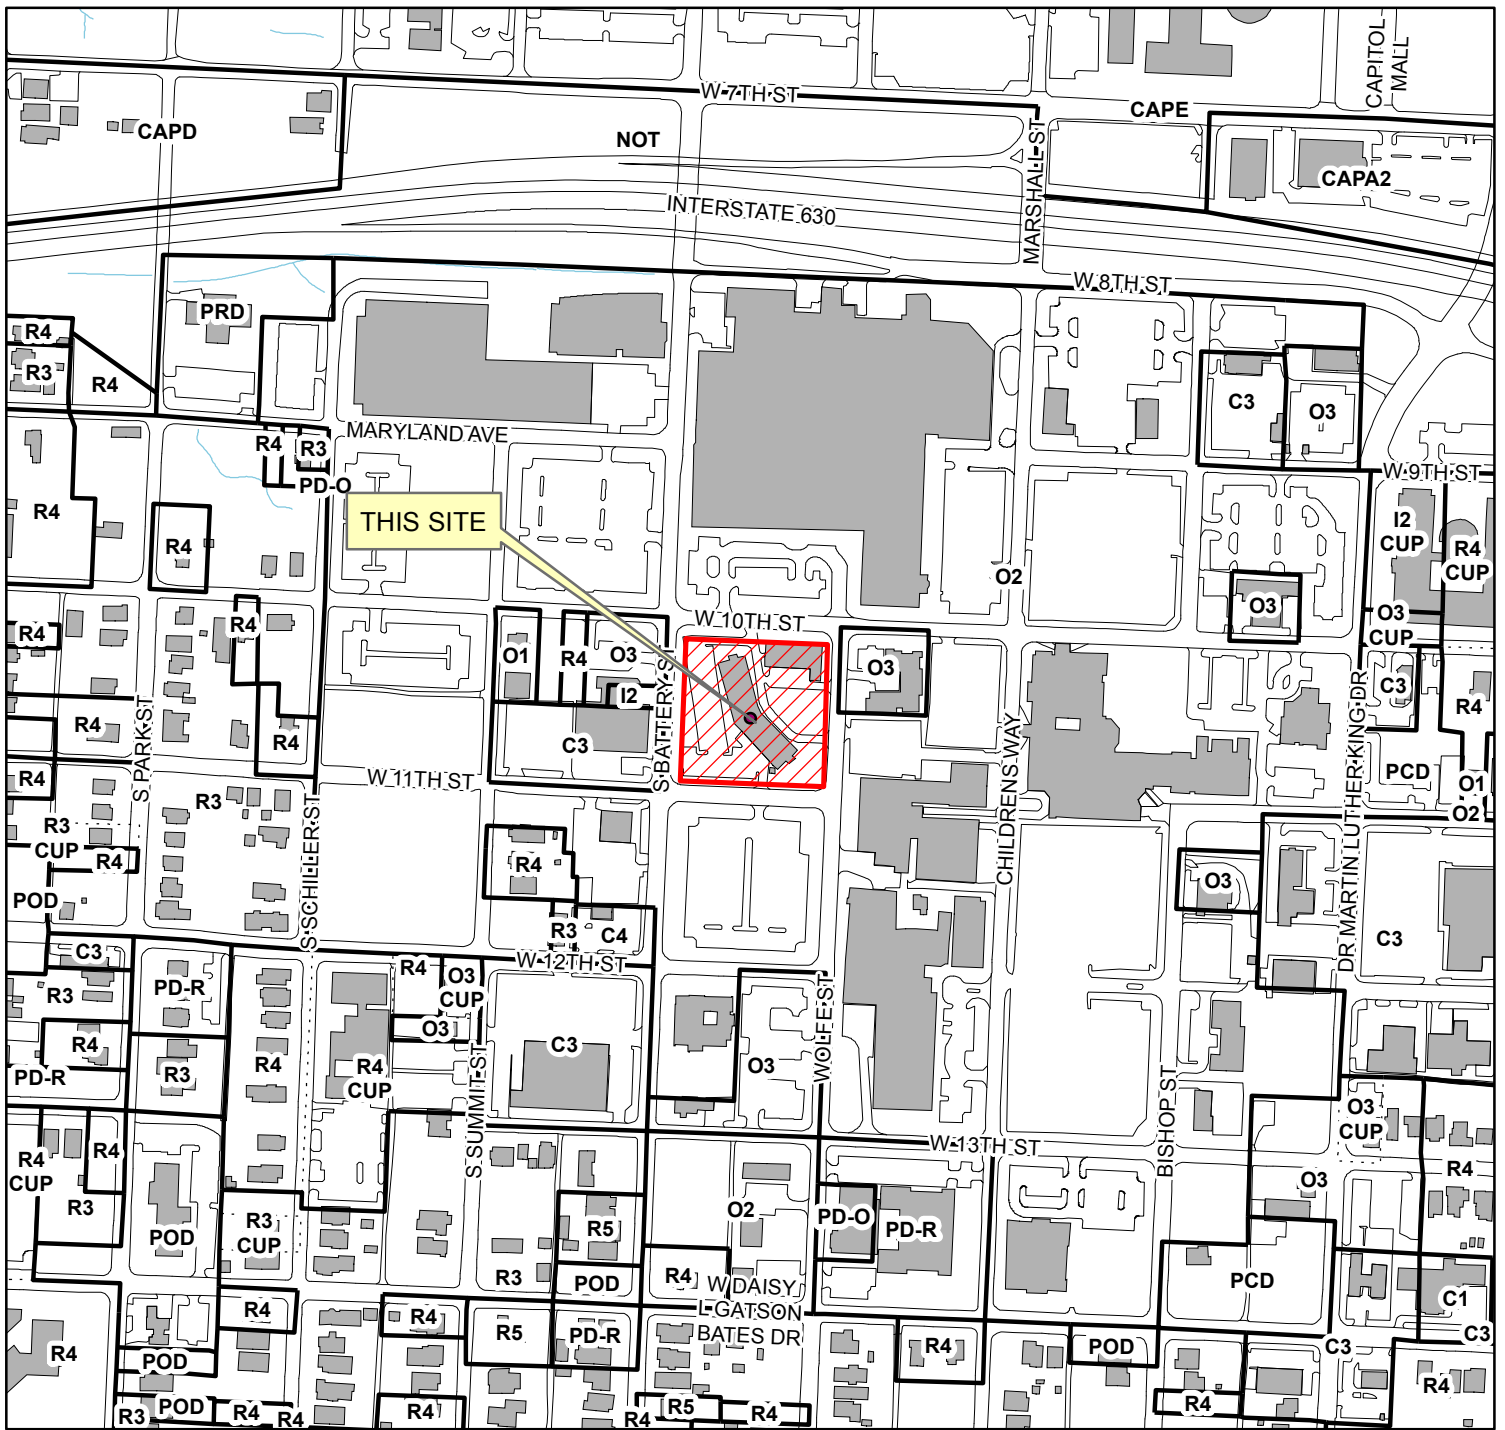 CAPITOL
MALL
W 7TH ST
CAPE
CAPD
NOT
MARSHALL ST
CAPA2
INTERSTATE 630
W 8TH ST
PRD
R4
R3
R4
C3
O3
MARYLAND AVE
R4
R3
PD-O
W 9TH ST
THIS SITE
R4
R4
I2
CUP
R4
CUP
O2
O3
R4
R4
W 10TH ST
O3
CUP
O1
R4
O3
S BATTERY ST
O3
I2
C3
R4
R4
R4
C3
S PARK ST
W 11TH ST
CHILDRENS WAY
DR MARTIN LUTHER KING DR
PCD
O1
O2
R4
R3
S SCHILLER ST
R3
CUP
R4
R4
O3
POD
R3
C4
C3
C3
W 12TH ST
PD-R
R4
O3
CUP
R3
O3
R4
C3
WOLFE ST
O3
R4
PD-R
R3
R4
R4
CUP
S SUMMIT ST
BISHOP ST
O3
CUP
W 13TH ST
R4
CUP
R4
R3
O3
R4
POD
R3
CUP
R5
O2
PD-O
PD-R
R3
POD
R4
W DAISY
L GATSON
BATES DR
PCD
C1
R4
R4
R5
PD-R
R4
POD
C3
C3
R4
POD
R4
R3
POD
R4
R4
R4
R4
R5
R4
R4